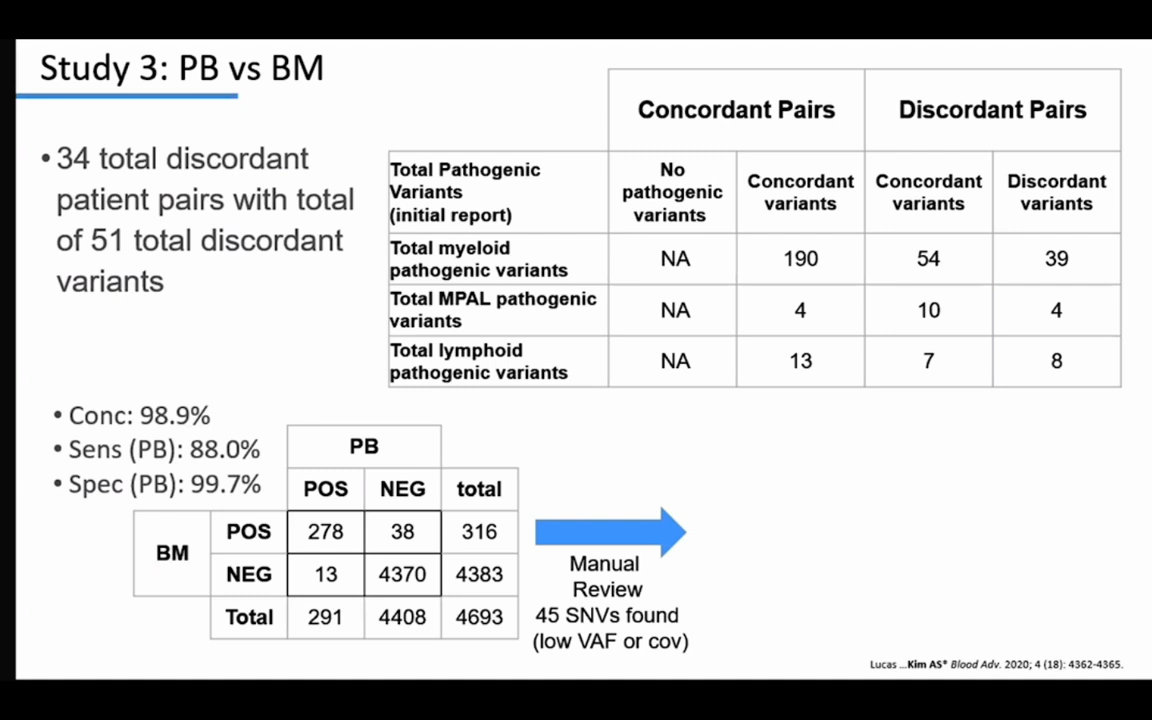 Study 3: PB vs BM
• 34 total discordant
patient pairs with total
of 51 total discordant
variants
Concordant Pairs
Discordant Pairs
Total Pathogenic
Variants
(initial report)
No
pathogenic
variants
Concordant
variants
Concordant
variants
Discordant
variants
Total myeloid
pathogenic variants
NA
190
54
39
Total MPAL pathogenic
variants
NA
4
10
4
Total lymphoid
pathogenic variants
NA
13
7
8
• Conc: 98.9%
• Sens (PB): 88.0%
• Spec (PB): 99.7%
PB
POS
NEG
total
BM
POS
278
38
316
NEG
13
4370
4383
Total
291
4408
4693
Manual
Review
45 SNVs found
(low VAF or cov)
Lucas ...Kim AS* Blood Adv. 2020; 4 (18): 4362-4365.